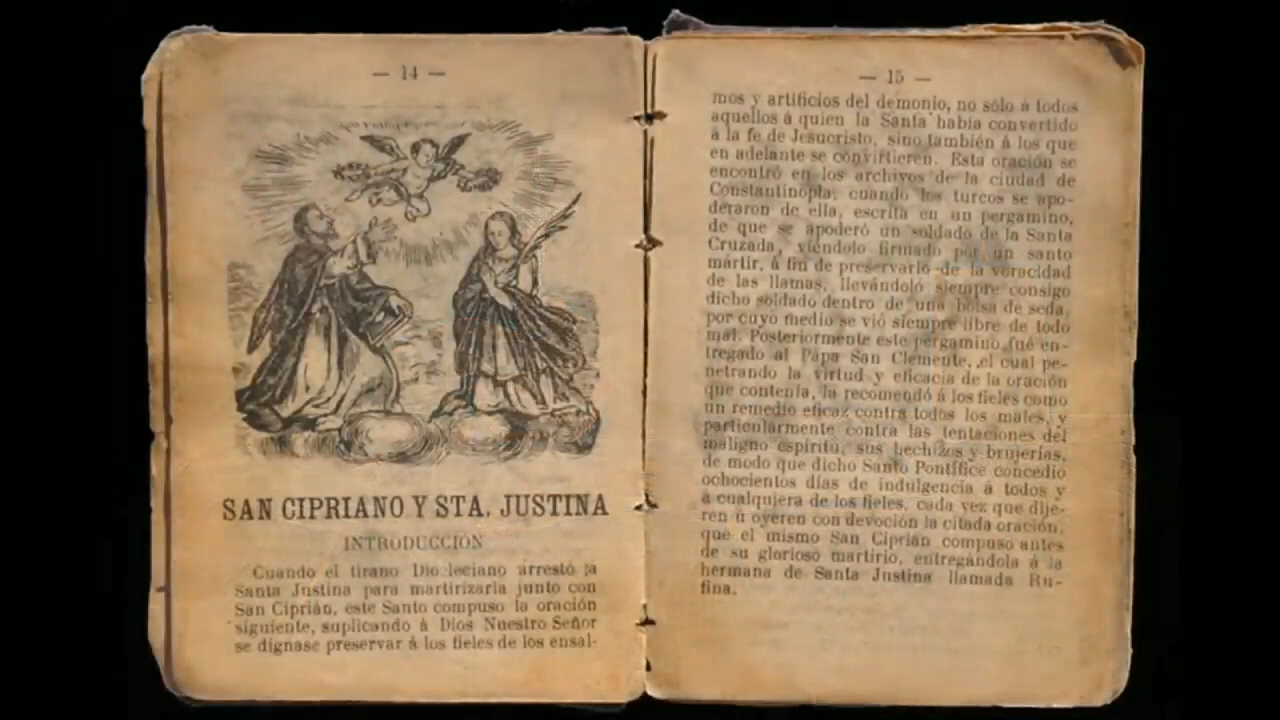 — 14 —
SAN CIPRIANO Y STA. JUSTINA
INTRODUCCIÓN
Cuando el tirano Diocleciano arrestó á
Santa Justina para martirizarla junto con
San Ciprián, este Santo compuso la oración
siguiente, suplicando á Dios Nuestro Señor
se dignase preservar á los fieles de los ensal-
— 15 —
mos y artificios del demonio, no sólo á todos
aquellos á quien la Santa había convertido
á la fe de Jesucristo, sino también á los que
en adelante se convirtieren. Esta oración se
encontró en los archivos de la ciudad de
Constantinopla; cuando los turcos se apo-
deraron de ella, escrita en un pergamino,
de que se apoderó un soldado de la Santa
Cruzada, viéndolo firmado por un santo
mártir, á fin de preservarlo de la voracidad
de las llamas, llevándolo siempre consigo
dicho soldado dentro de una bolsa de seda,
por cuyo medio se vió siempre libre de todo
mal. Posteriormente este pergamino fué en-
tregado al Papa San Clemente, el cual pe-
netrando la virtud y eficacia de la oración
que contenía, la recomendó á los fieles como
un remedio eficaz contra todos los males, y
particularmente contra las tentaciones del
maligno espíritu, sus hechizos y brujerías,
de modo que dicho Santo Pontífice concedió
ochocientos días de indulgencia á todos y
á cualquiera de los fieles, cada vez que dije-
ren ú oyeren con devoción la citada oración,
que el mismo San Ciprián compuso antes
de su glorioso martirio, entregándola á la
hermana de Santa Justina llamada Ru-
fina.